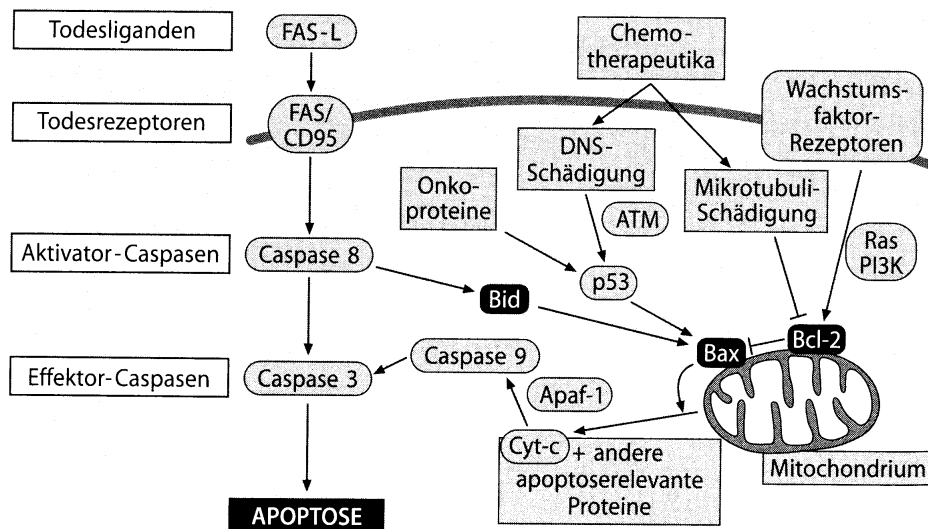 Todesliganden
FAS-L
Chemo-
therapeutika
Todesrezeptoren
FAS/
CD95
Wachstums-
faktor-
Rezeptoren
DNS-
Schädigung
Onko-
proteine
ATM
Mikrotubuli-
Schädigung
Ras
PI3K
Aktivator-Caspasen
Caspase 8
Bid
p53
Bax
Bcl-2
Effektor-Caspasen
Caspase 3
Caspase 9
Apaf-1
Cyt-c + andere
apoptoserelevante
Proteine
Mitochondrium
APOPTOSE